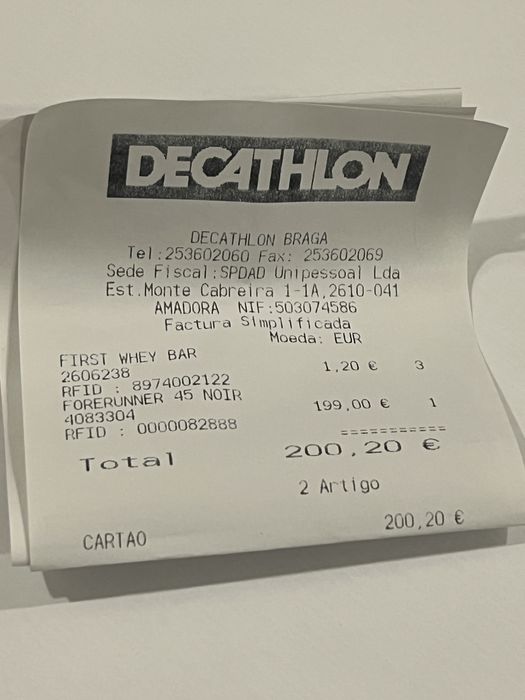 DECATHLON
DECATHLON BRAGA
Tel:253602060 Fax: 253602069
Sede Fiscal:SPDAD Unipessoal Lda
Est.Monte Cabreira 1-1A,2610-041
AMADORA NIF:503074586
Factura Simplificada
Moeda: EUR
FIRST WHEY BAR
2606238 1,20 € 3
RFID : 8974002122
FORERUNNER 45 NOIR
4083304 199,00 € 1
RFID : 0000082888
===========
Total 200,20 €
2 Artigo
CARTAO 200,20 €